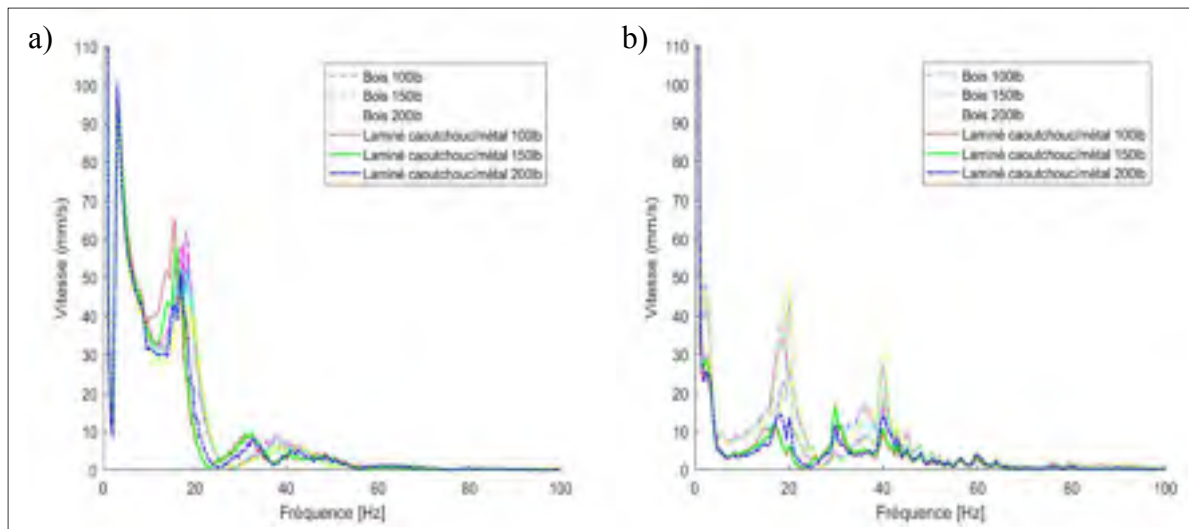 a)
110
100
90
80
70
60
50
40
30
20
10
0
Vitesse (mm/s)
Bois 100lb
Bois 150lb
Bois 200lb
Laminé caoutchouc/métal 100lb
Laminé caoutchouc/métal 150lb
Laminé caoutchouc/métal 200lb
0 20 40 60 80 100
Fréquence [Hz]
b)
110
100
90
80
70
60
50
40
30
20
10
0
Vitesse (mm/s)
Bois 100lb
Bois 150lb
Bois 200lb
Laminé caoutchouc/métal 100lb
Laminé caoutchouc/métal 150lb
Laminé caoutchouc/métal 200lb
0 20 40 60 80 100
Fréquence [Hz]